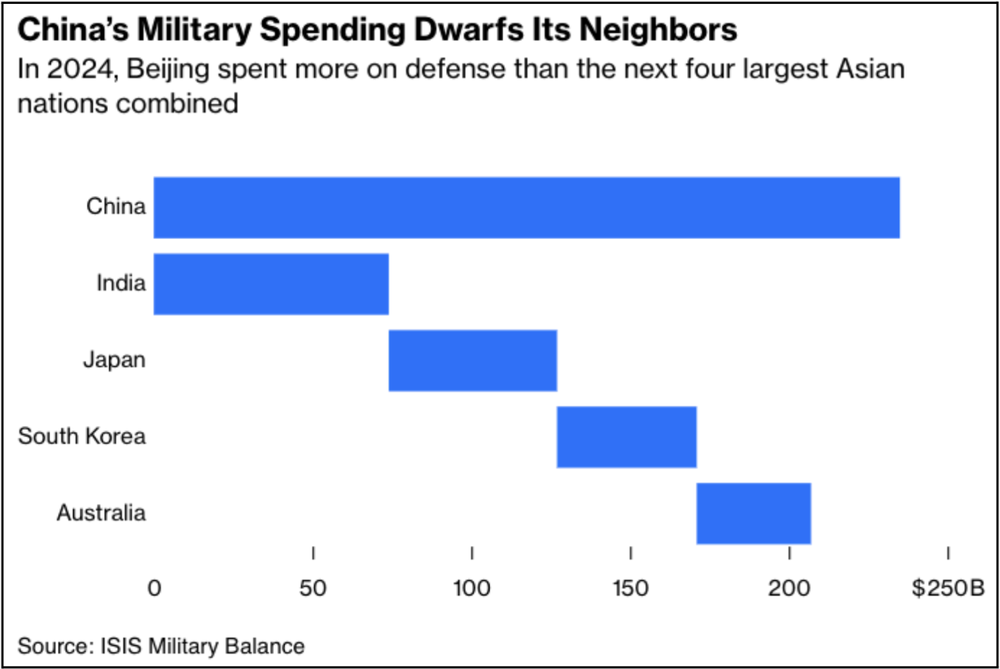 China's Military Spending Dwarfs Its Neighbors
In 2024, Beijing spent more on defense than the next four largest Asian
nations combined
China
India
Japan
South Korea
Australia
0 50 100 150 200 $250B
Source: ISIS Military Balance